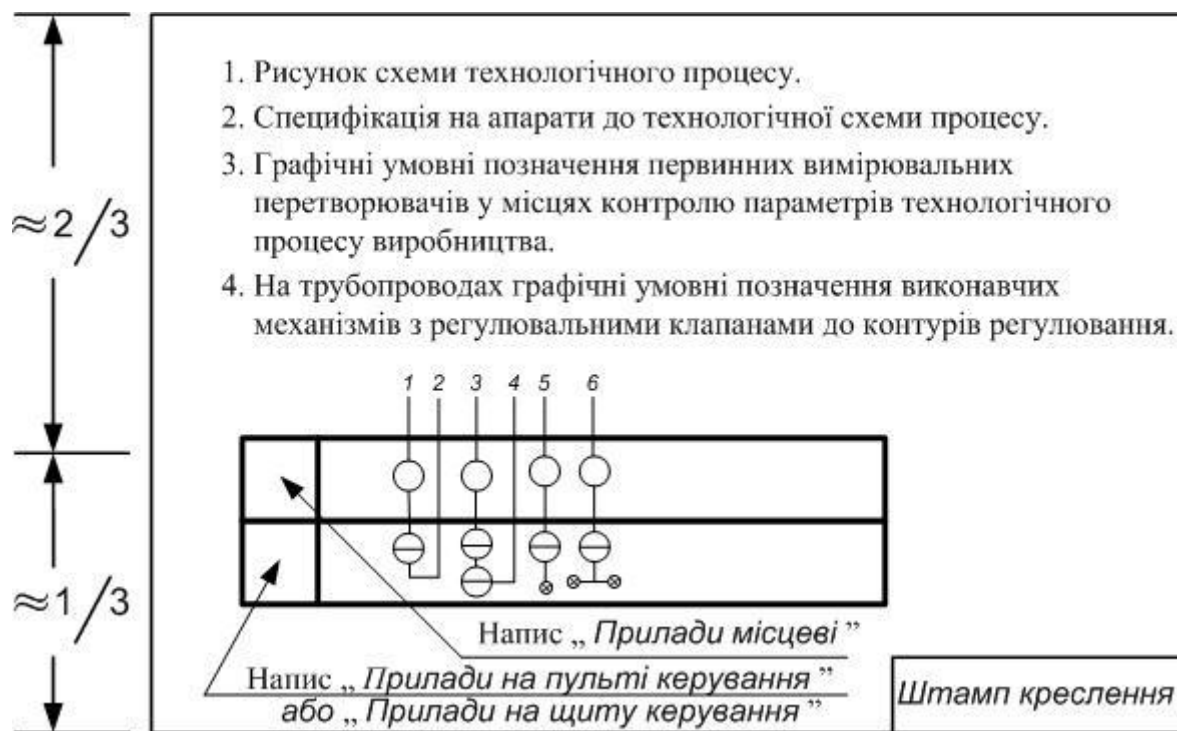 1. Рисунок схеми технологічного процесу.
2. Специфікація на апарати до технологічної схеми процесу.
3. Графічні умовні позначення первинних вимірювальних
перетворювачів у місцях контролю параметрів технологічного
процесу виробництва.
4. На трубопроводах графічні умовні позначення виконавчих
механізмів з регулювальними клапанами до контурів регулювання.
≈2/3
1 2 3 4 5 6
≈1/3
Напис „ Прилади місцеві ”
Напис „ Прилади на пульті керування ”
або „ Прилади на щиту керування ”
Штамп креслення